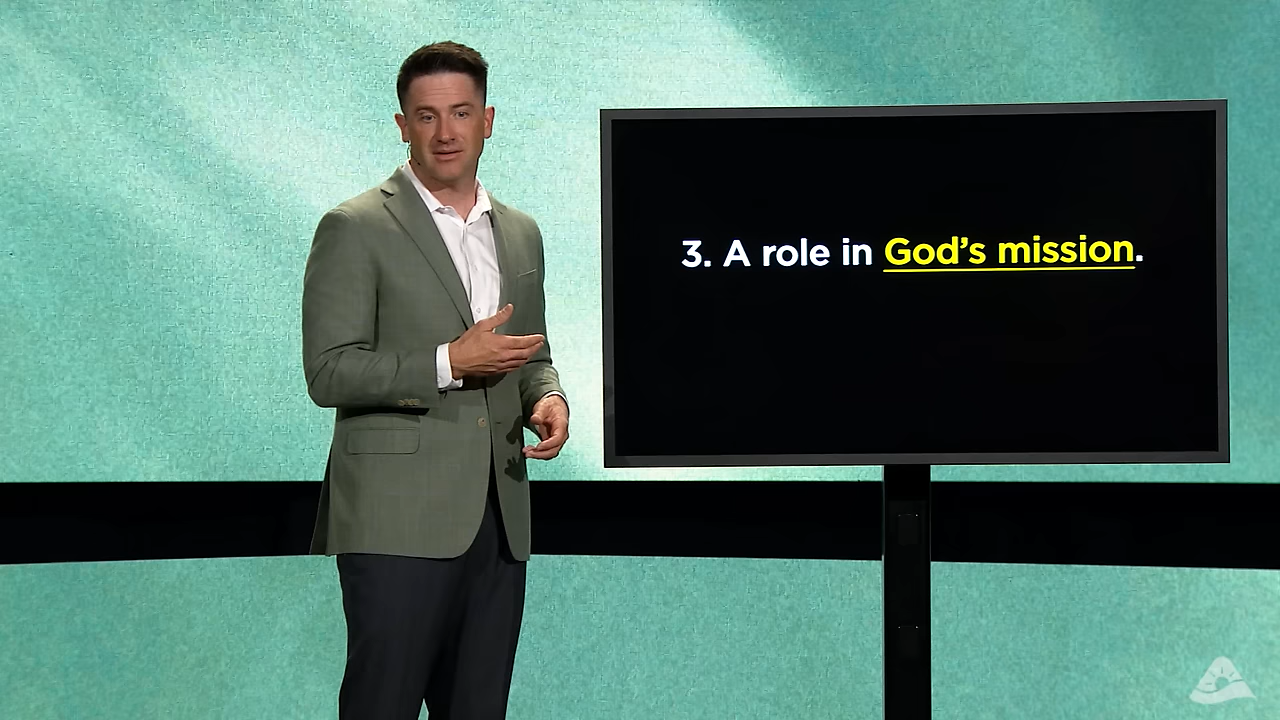 3. A role in God’s mission.